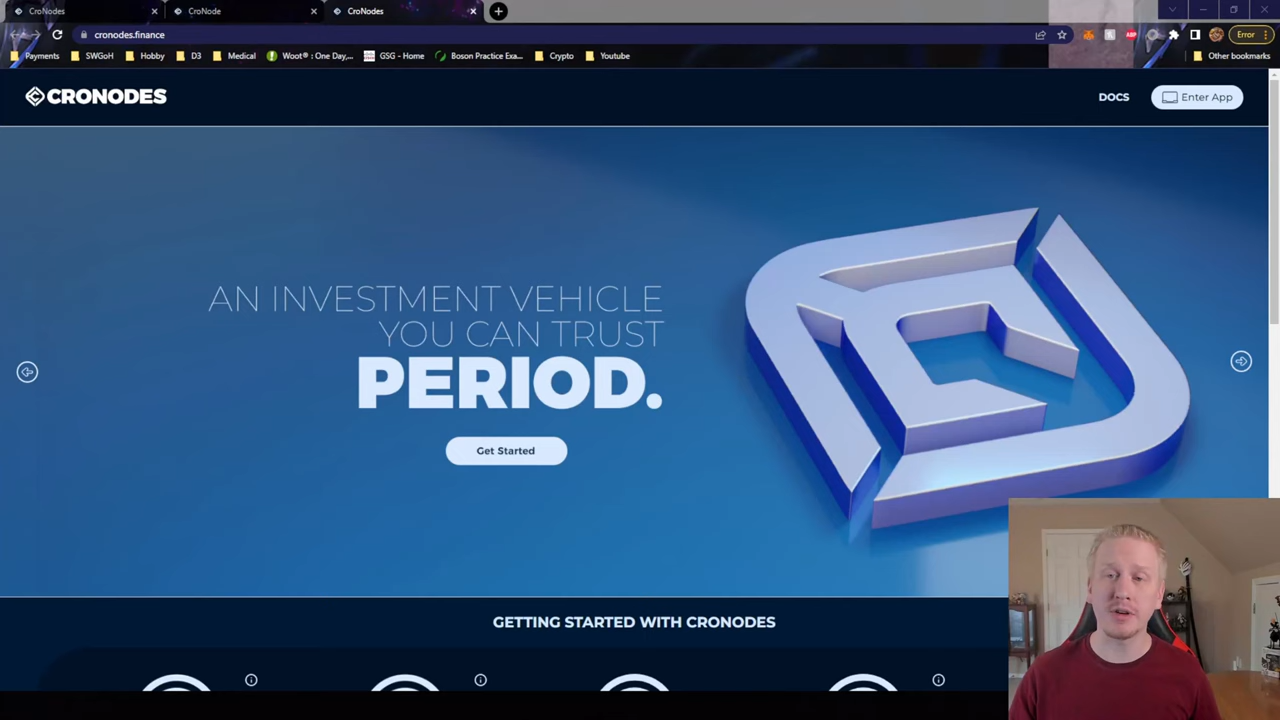 CroNodes
CroNode
CroNodes
cronodes.finance
ABP
Error
Payments
SWGoH
Hobby
D3
Medical
Woot® : One Day,...
GSG - Home
Boson Practice Exa...
Crypto
Youtube
Other bookmarks
CRONODES
DOCS
Enter App
AN INVESTMENT VEHICLE
YOU CAN TRUST
PERIOD.
Get Started
GETTING STARTED WITH CRONODES